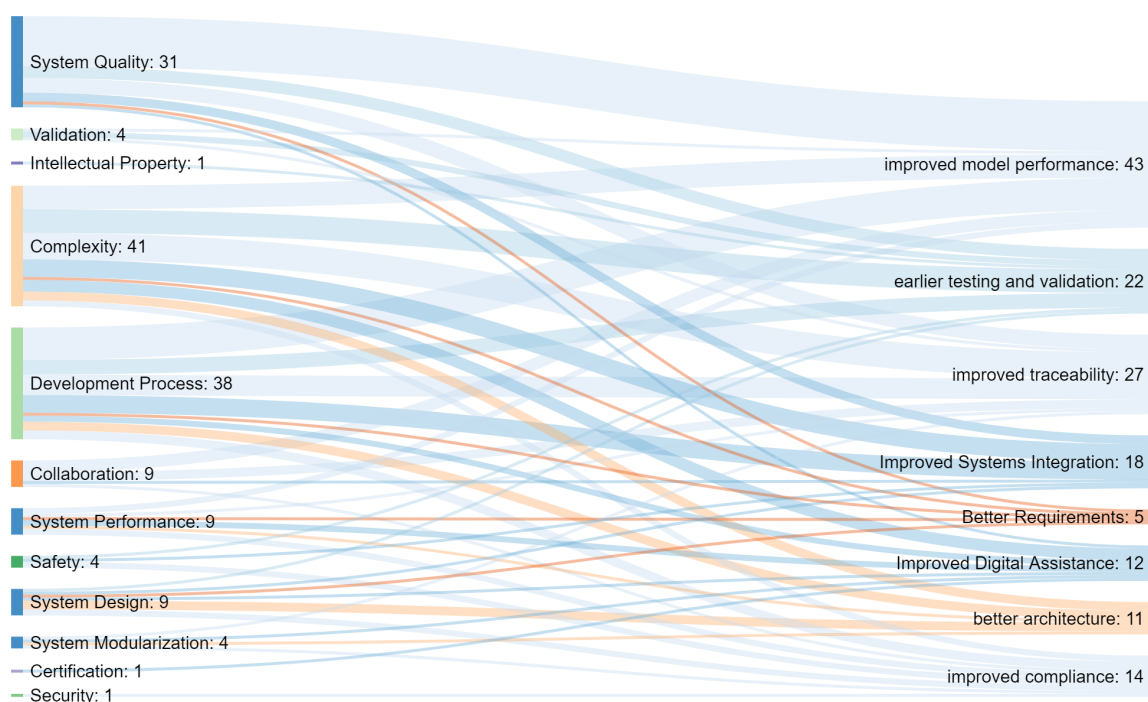 System Quality: 31
Validation: 4
Intellectual Property: 1
Complexity: 41
Development Process: 38
Collaboration: 9
System Performance: 9
Safety: 4
System Design: 9
System Modularization: 4
Certification: 1
Security: 1
improved model performance: 43
earlier testing and validation: 22
improved traceability: 27
Improved Systems Integration: 18
Better Requirements: 5
Improved Digital Assistance: 12
better architecture: 11
improved compliance: 14